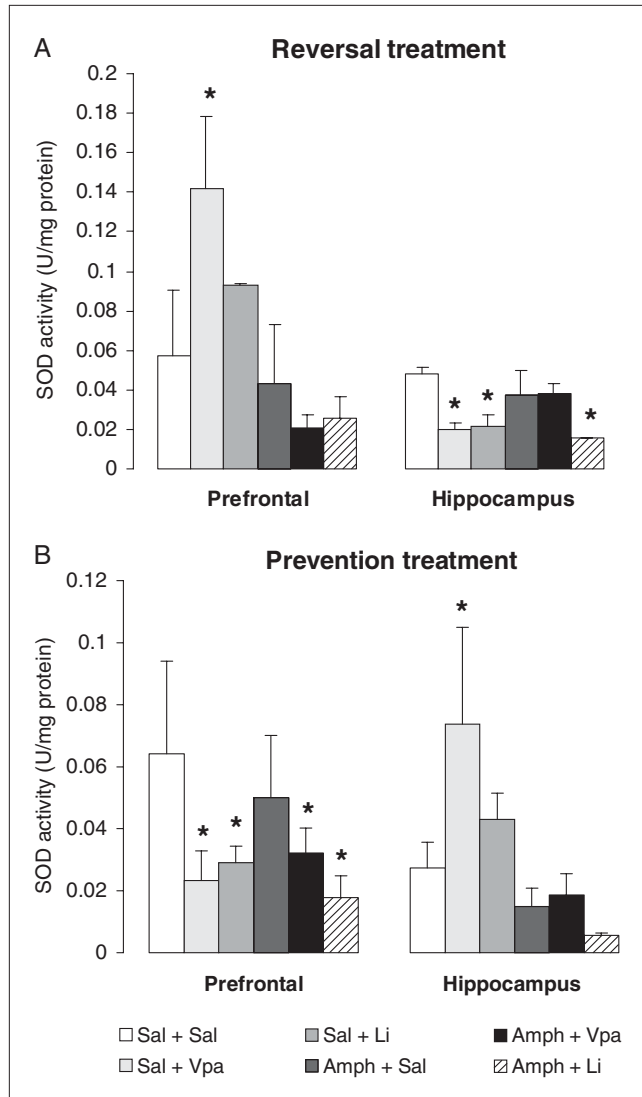 A
Reversal treatment
SOD activity (U/mg protein)
0.2
0.18
0.16
0.14
0.12
0.1
0.08
0.06
0.04
0.02
0
*
* * *
Prefrontal Hippocampus
B
Prevention treatment
SOD activity (U/mg protein)
0.12
0.1
0.08
0.06
0.04
0.02
0
* * * *
*
Prefrontal Hippocampus
Sal + Sal Sal + Li Amph + Vpa
Sal + Vpa Amph + Sal Amph + Li